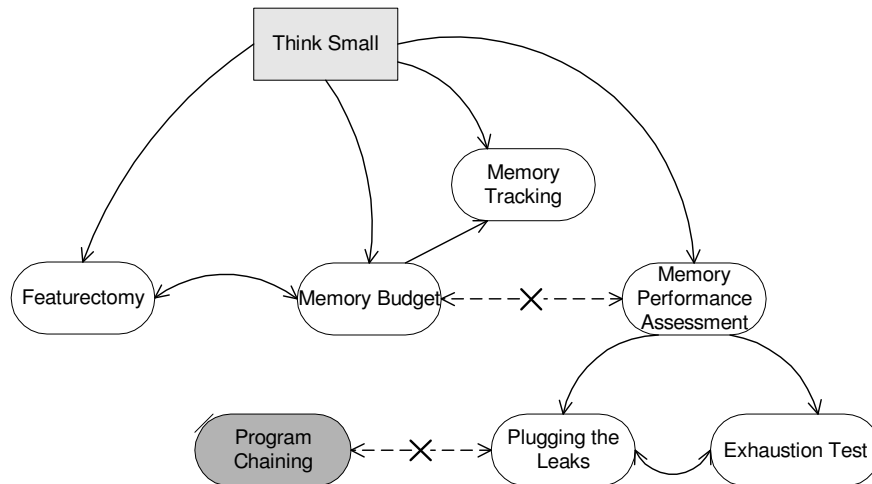 Think Small
Memory
Tracking
Featurectomy
Memory Budget
Memory
Performance
Assessment
Program
Chaining
Plugging the
Leaks
Exhaustion Test